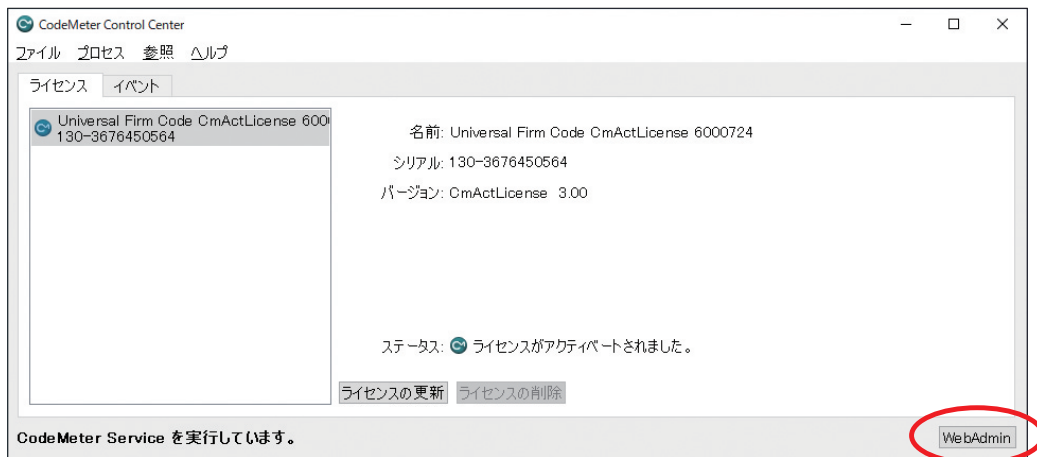 CodeMeter Control Center
ファイル プロセス 参照 ヘルプ
ライセンス イベント
Universal Firm Code CmActLicense 600
130-3676450564
名前: Universal Firm Code CmActLicense 6000724
シリアル: 130-3676450564
バージョン: CmActLicense 3.00
ステータス: ライセンスがアクティベートされました。
ライセンスの更新 ライセンスの削除
CodeMeter Service を実行しています。
WebAdmin